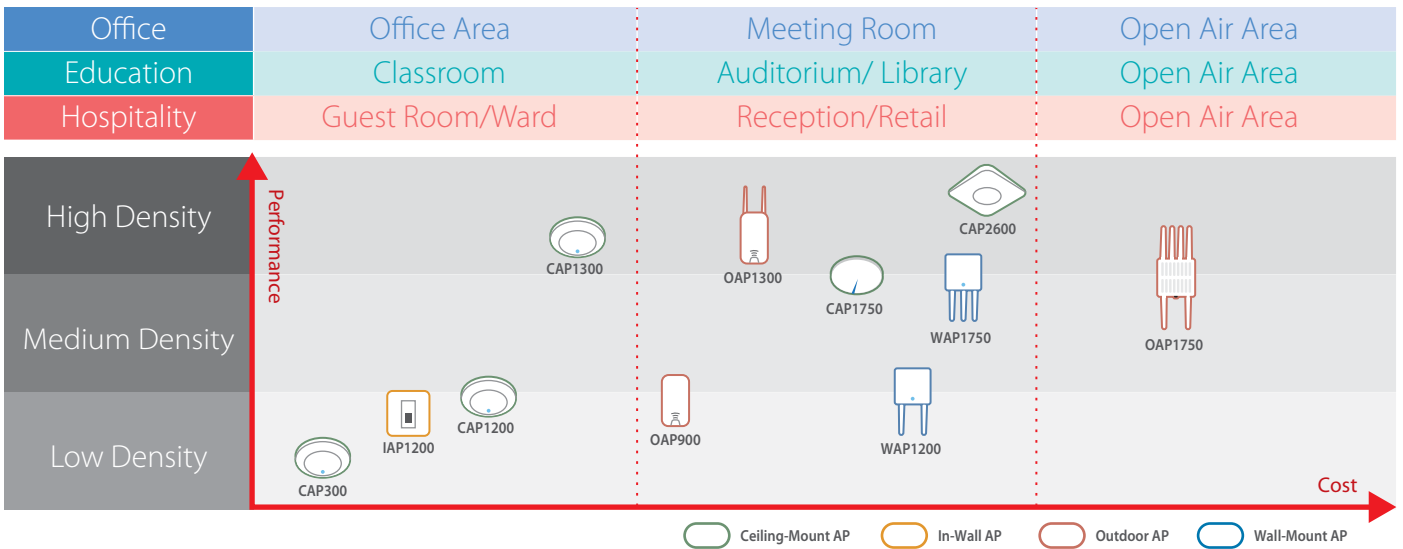 Office Office Area Meeting Room Open Air Area
Education Classroom Auditorium/ Library Open Air Area
Hospitality Guest Room/Ward Reception/Retail Open Air Area
Performance
High Density
CAP2600
CAP1300
OAP1300
CAP1750
Medium Density
WAP1750
OAP1750
CAP1200
OAP900
IAP1200
WAP1200
Low Density
CAP300
Cost
Ceiling-Mount AP In-Wall AP Outdoor AP Wall-Mount AP